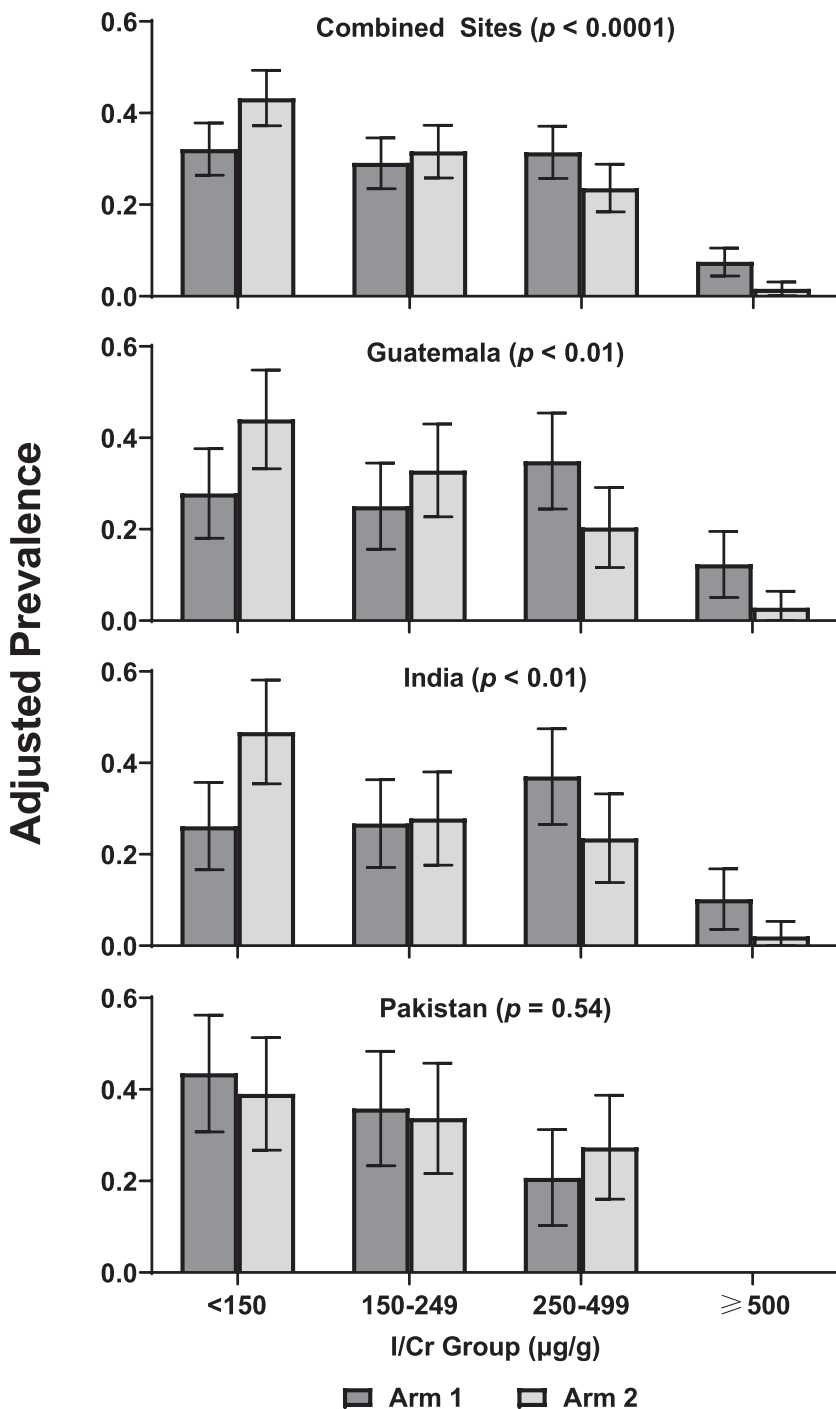 Adjusted Prevalence
Combined Sites (p < 0.0001)
0.6
0.4
0.2
0.0
Guatemala (p < 0.01)
0.6
0.4
0.2
0.0
India (p < 0.01)
0.6
0.4
0.2
0.0
Pakistan (p = 0.54)
0.6
0.4
0.2
0.0
<150 150-249 250-499 ⩾500
I/Cr Group (μg/g)
Arm 1 Arm 2